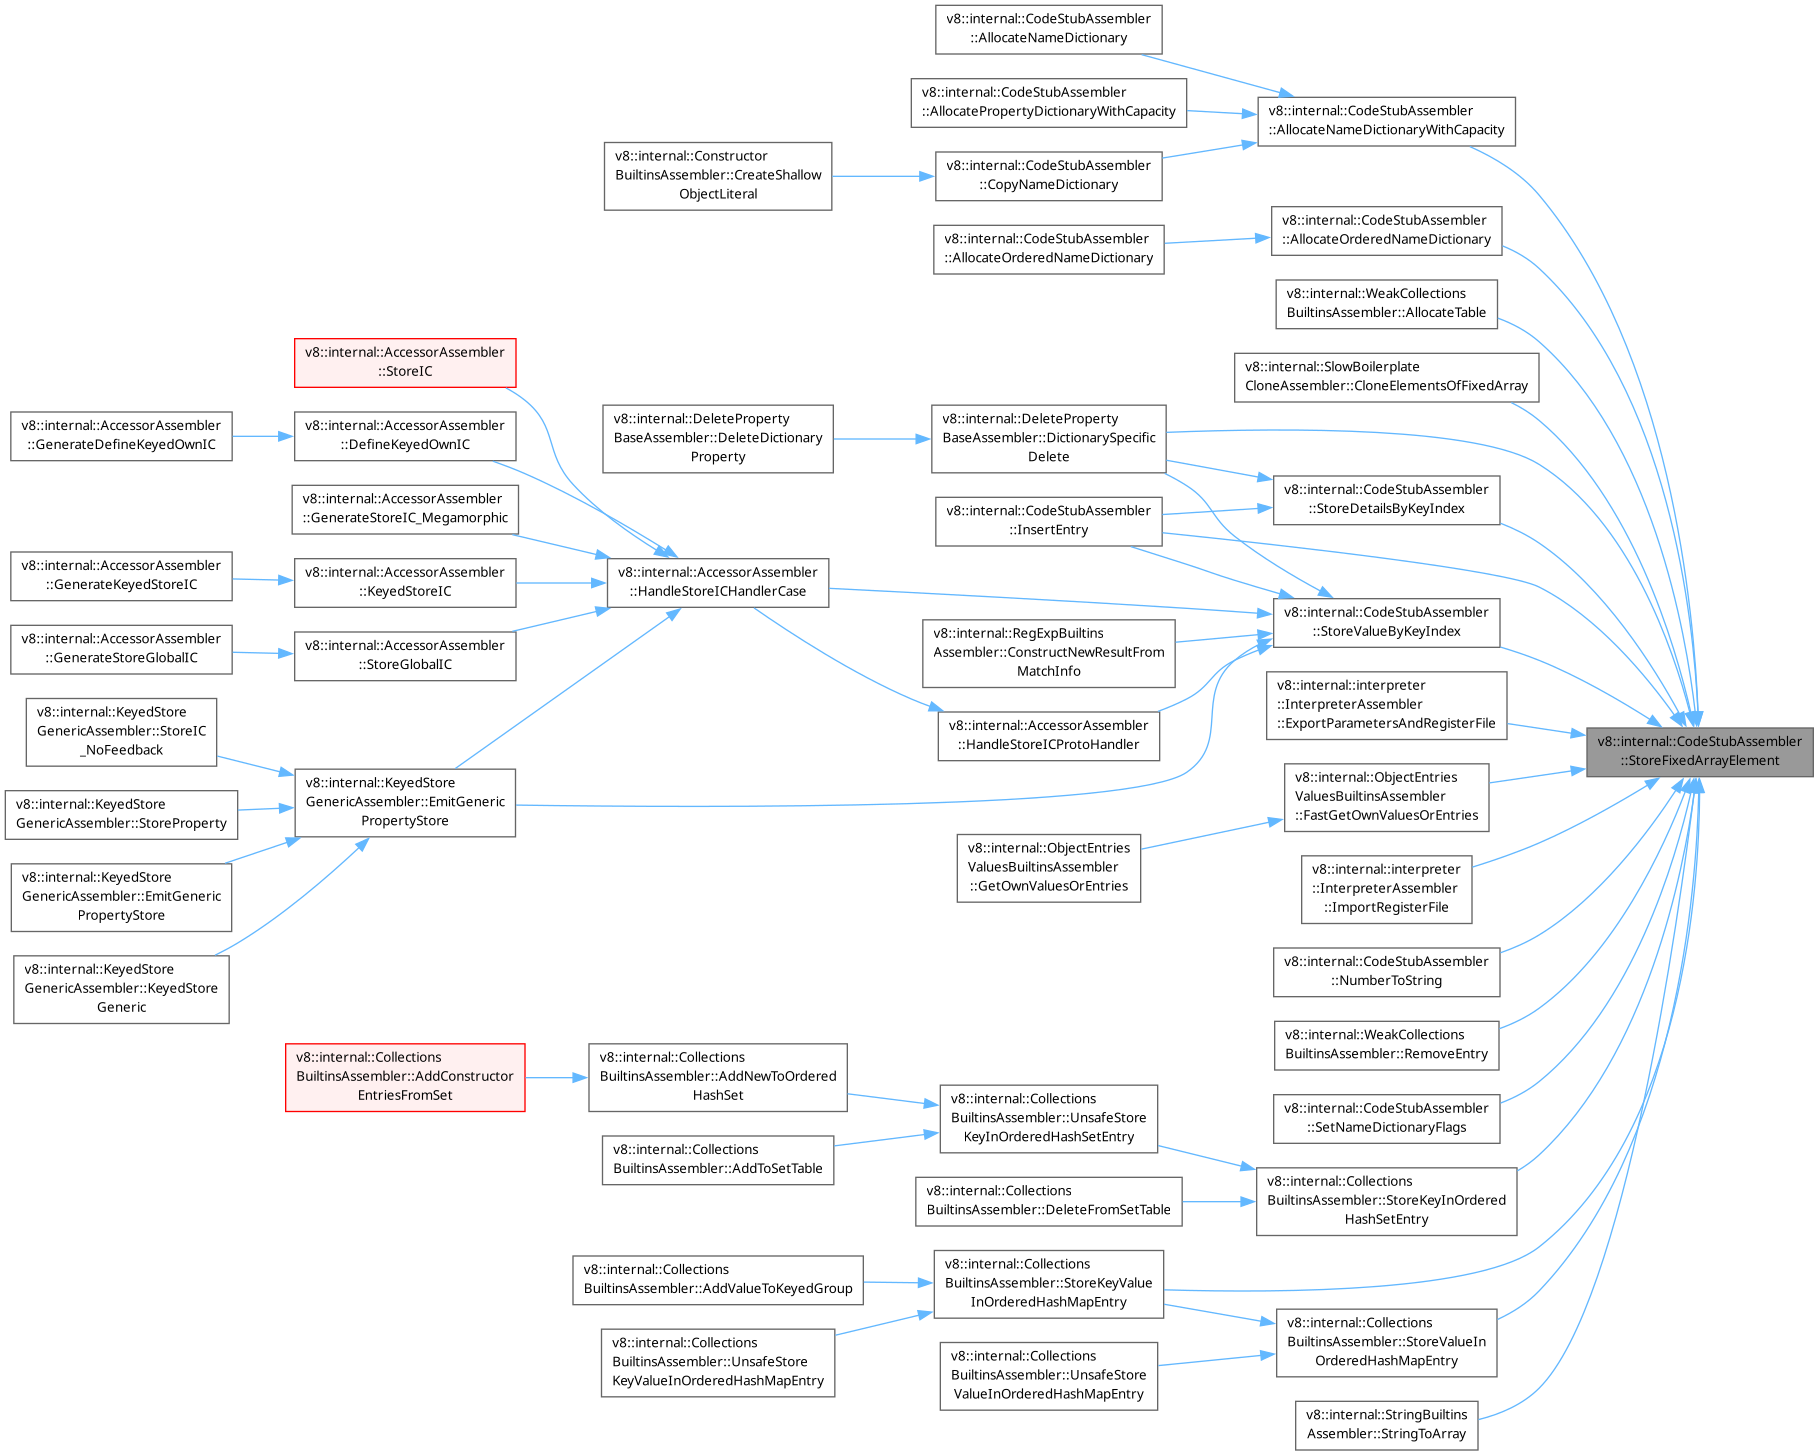 v8::internal::CodeStubAssembler
::AllocateNameDictionary
v8::internal::CodeStubAssembler
::AllocatePropertyDictionaryWithCapacity
v8::internal::CodeStubAssembler
::AllocateNameDictionaryWithCapacity
v8::internal::Constructor
BuiltinsAssembler::CreateShallow
ObjectLiteral
v8::internal::CodeStubAssembler
::CopyNameDictionary
v8::internal::CodeStubAssembler
::AllocateOrderedNameDictionary
v8::internal::CodeStubAssembler
::AllocateOrderedNameDictionary
v8::internal::WeakCollections
BuiltinsAssembler::AllocateTable
v8::internal::AccessorAssembler
::StoreIC
v8::internal::SlowBoilerplate
CloneAssembler::CloneElementsOfFixedArray
v8::internal::AccessorAssembler
::GenerateDefineKeyedOwnIC
v8::internal::AccessorAssembler
::DefineKeyedOwnIC
v8::internal::DeleteProperty
BaseAssembler::DeleteDictionary
Property
v8::internal::DeleteProperty
BaseAssembler::DictionarySpecific
Delete
v8::internal::AccessorAssembler
::GenerateStoreIC_Megamorphic
v8::internal::CodeStubAssembler
::InsertEntry
v8::internal::CodeStubAssembler
::StoreDetailsByKeyIndex
v8::internal::AccessorAssembler
::GenerateKeyedStoreIC
v8::internal::AccessorAssembler
::KeyedStoreIC
v8::internal::AccessorAssembler
::HandleStoreICHandlerCase
v8::internal::CodeStubAssembler
::StoreValueByKeyIndex
v8::internal::AccessorAssembler
::GenerateStoreGlobalIC
v8::internal::AccessorAssembler
::StoreGlobalIC
v8::internal::RegExpBuiltins
Assembler::ConstructNewResultFrom
MatchInfo
v8::internal::interpreter
::InterpreterAssembler
::ExportParametersAndRegisterFile
v8::internal::KeyedStore
GenericAssembler::StoreIC
_NoFeedback
v8::internal::AccessorAssembler
::HandleStoreICProtoHandler
v8::internal::CodeStubAssembler
::StoreFixedArrayElement
v8::internal::KeyedStore
GenericAssembler::StoreProperty
v8::internal::KeyedStore
GenericAssembler::EmitGeneric
PropertyStore
v8::internal::ObjectEntries
ValuesBuiltinsAssembler
::FastGetOwnValuesOrEntries
v8::internal::KeyedStore
GenericAssembler::EmitGeneric
PropertyStore
v8::internal::ObjectEntries
ValuesBuiltinsAssembler
::GetOwnValuesOrEntries
v8::internal::interpreter
::InterpreterAssembler
::ImportRegisterFile
v8::internal::KeyedStore
GenericAssembler::KeyedStore
Generic
v8::internal::CodeStubAssembler
::NumberToString
v8::internal::WeakCollections
BuiltinsAssembler::RemoveEntry
v8::internal::Collections
BuiltinsAssembler::AddConstructor
EntriesFromSet
v8::internal::Collections
BuiltinsAssembler::AddNewToOrdered
HashSet
v8::internal::Collections
BuiltinsAssembler::UnsafeStore
KeyInOrderedHashSetEntry
v8::internal::CodeStubAssembler
::SetNameDictionaryFlags
v8::internal::Collections
BuiltinsAssembler::AddToSetTable
v8::internal::Collections
BuiltinsAssembler::DeleteFromSetTable
v8::internal::Collections
BuiltinsAssembler::StoreKeyInOrdered
HashSetEntry
v8::internal::Collections
BuiltinsAssembler::AddValueToKeyedGroup
v8::internal::Collections
BuiltinsAssembler::StoreKeyValue
InOrderedHashMapEntry
v8::internal::Collections
BuiltinsAssembler::UnsafeStore
KeyValueInOrderedHashMapEntry
v8::internal::Collections
BuiltinsAssembler::UnsafeStore
ValueInOrderedHashMapEntry
v8::internal::Collections
BuiltinsAssembler::StoreValueIn
OrderedHashMapEntry
v8::internal::StringBuiltins
Assembler::StringToArray